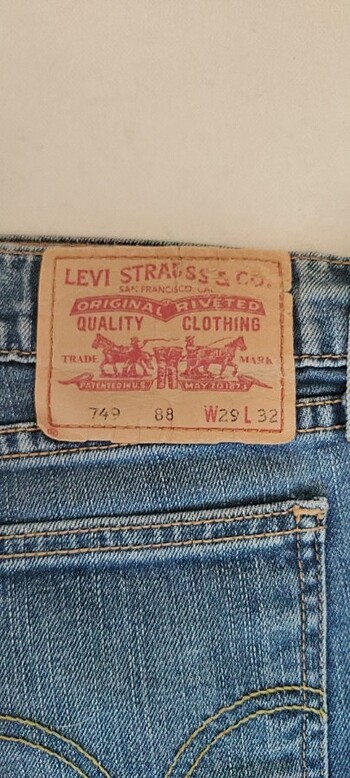 LEVI STRAUSS & CO.
SAN FRANCISCO, CAL.
ORIGINAL RIVETED
QUALITY CLOTHING
TRADE MARK
PATENTED IN U.S. MAY 20 1873
749 88 W29 L 32